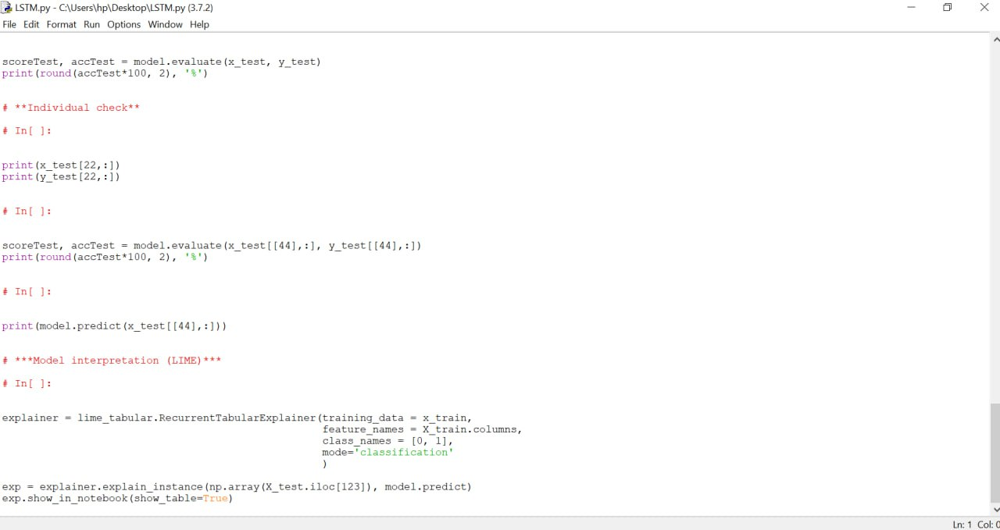 LSTM.py - C:\Users\hp\Desktop\LSTM.py (3.7.2)
File Edit Format Run Options Window Help
scoreTest, accTest = model.evaluate(x_test, y_test)
print(round(accTest*100, 2), '%')
# **Individual check**
# In[ ]:
print(x_test[22,:])
print(y_test[22,:])
# In[ ]:
scoreTest, accTest = model.evaluate(x_test[[44],:], y_test[[44],:])
print(round(accTest*100, 2), '%')
# In[ ]:
print(model.predict(x_test[[44],:]))
# ***Model interpretation (LIME)***
# In[ ]:
explainer = lime_tabular.RecurrentTabularExplainer(training_data = x_train,
feature_names = X_train.columns,
class_names = [0, 1],
mode='classification'
)
exp = explainer.explain_instance(np.array(X_test.iloc[123]), model.predict)
exp.show_in_notebook(show_table=True)
Ln: 1 Col: 0